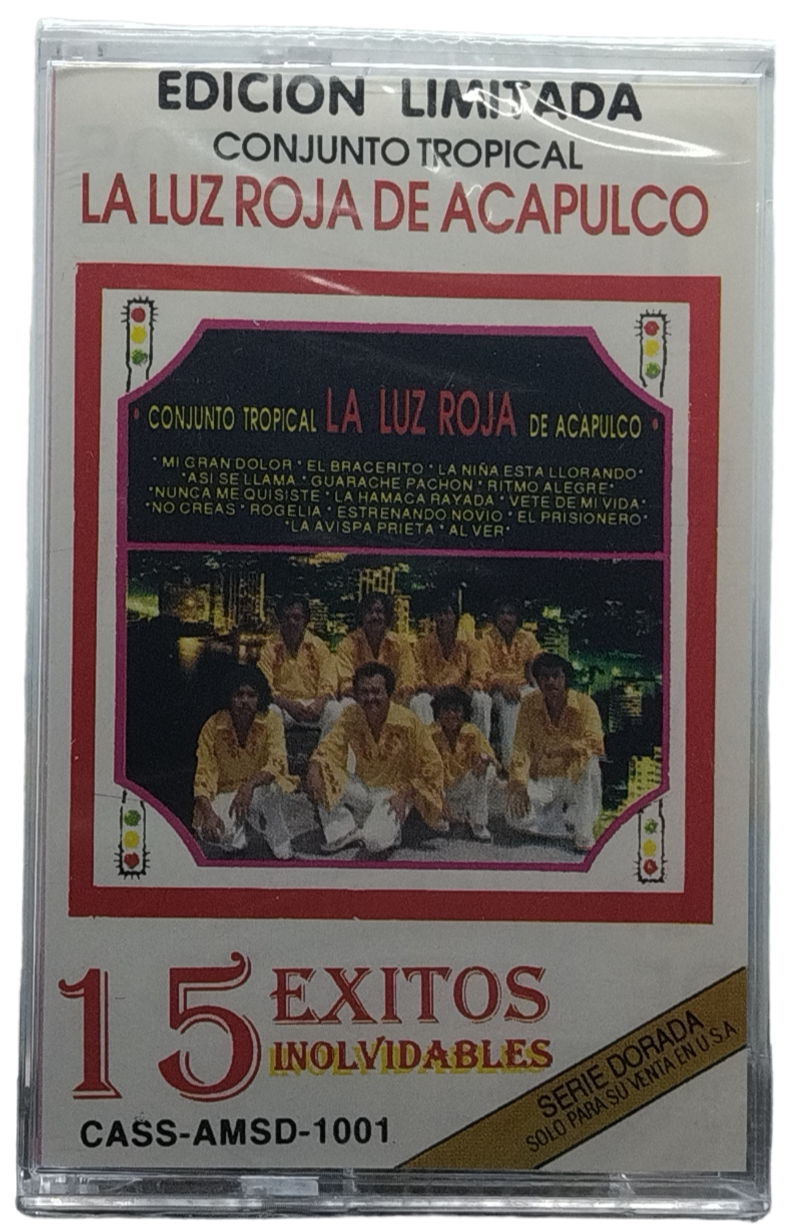 EDICION LIMITADA
CONJUNTO TROPICAL
LA LUZ ROJA DE ACAPULCO
• CONJUNTO TROPICAL LA LUZ ROJA DE ACAPULCO •
* MI GRAN DOLOR * EL BRACERITO * LA NIÑA ESTA LLORANDO *
* ASI SE LLAMA * GUARACHE PACHON * RITMO ALEGRE *
* NUNCA ME QUISISTE * LA HAMACA RAYADA * VETE DE MI VIDA *
* NO CREAS * ROGELIA * ESTRENANDO NOVIO * EL PRISIONERO *
* LA AVISPA PRIETA * AL VER *
15 EXITOS
INOLVIDABLES
CASS-AMSD-1001
SERIE DORADA
SOLO PARA SU VENTA EN U.S.A